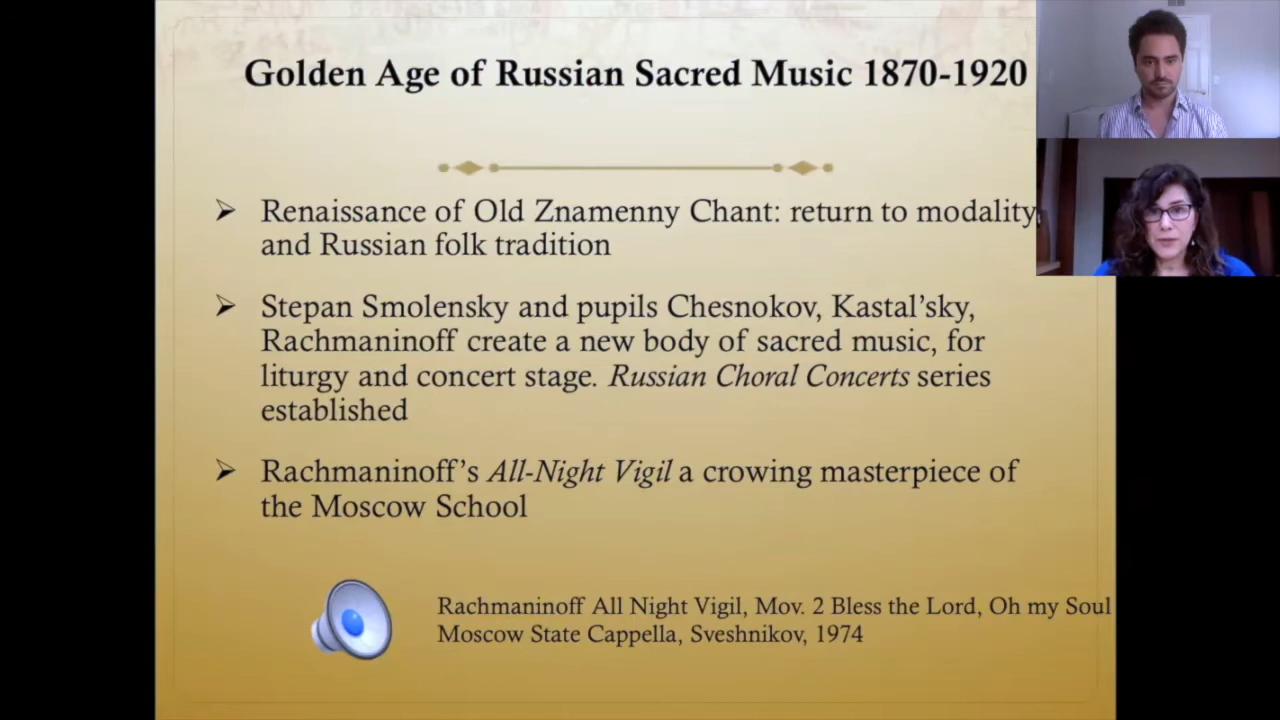 Golden Age of Russian Sacred Music 1870-1920
Renaissance of Old Znamenny Chant: return to modality,
and Russian folk tradition
Stepan Smolensky and pupils Chesnokov, Kastal'sky,
Rachmaninoff create a new body of sacred music, for
liturgy and concert stage. Russian Choral Concerts series
established
Rachmaninoff's All-Night Vigil a crowing masterpiece of
the Moscow School
Rachmaninoff All Night Vigil, Mov. 2 Bless the Lord, Oh my Soul
Moscow State Cappella, Sveshnikov, 1974